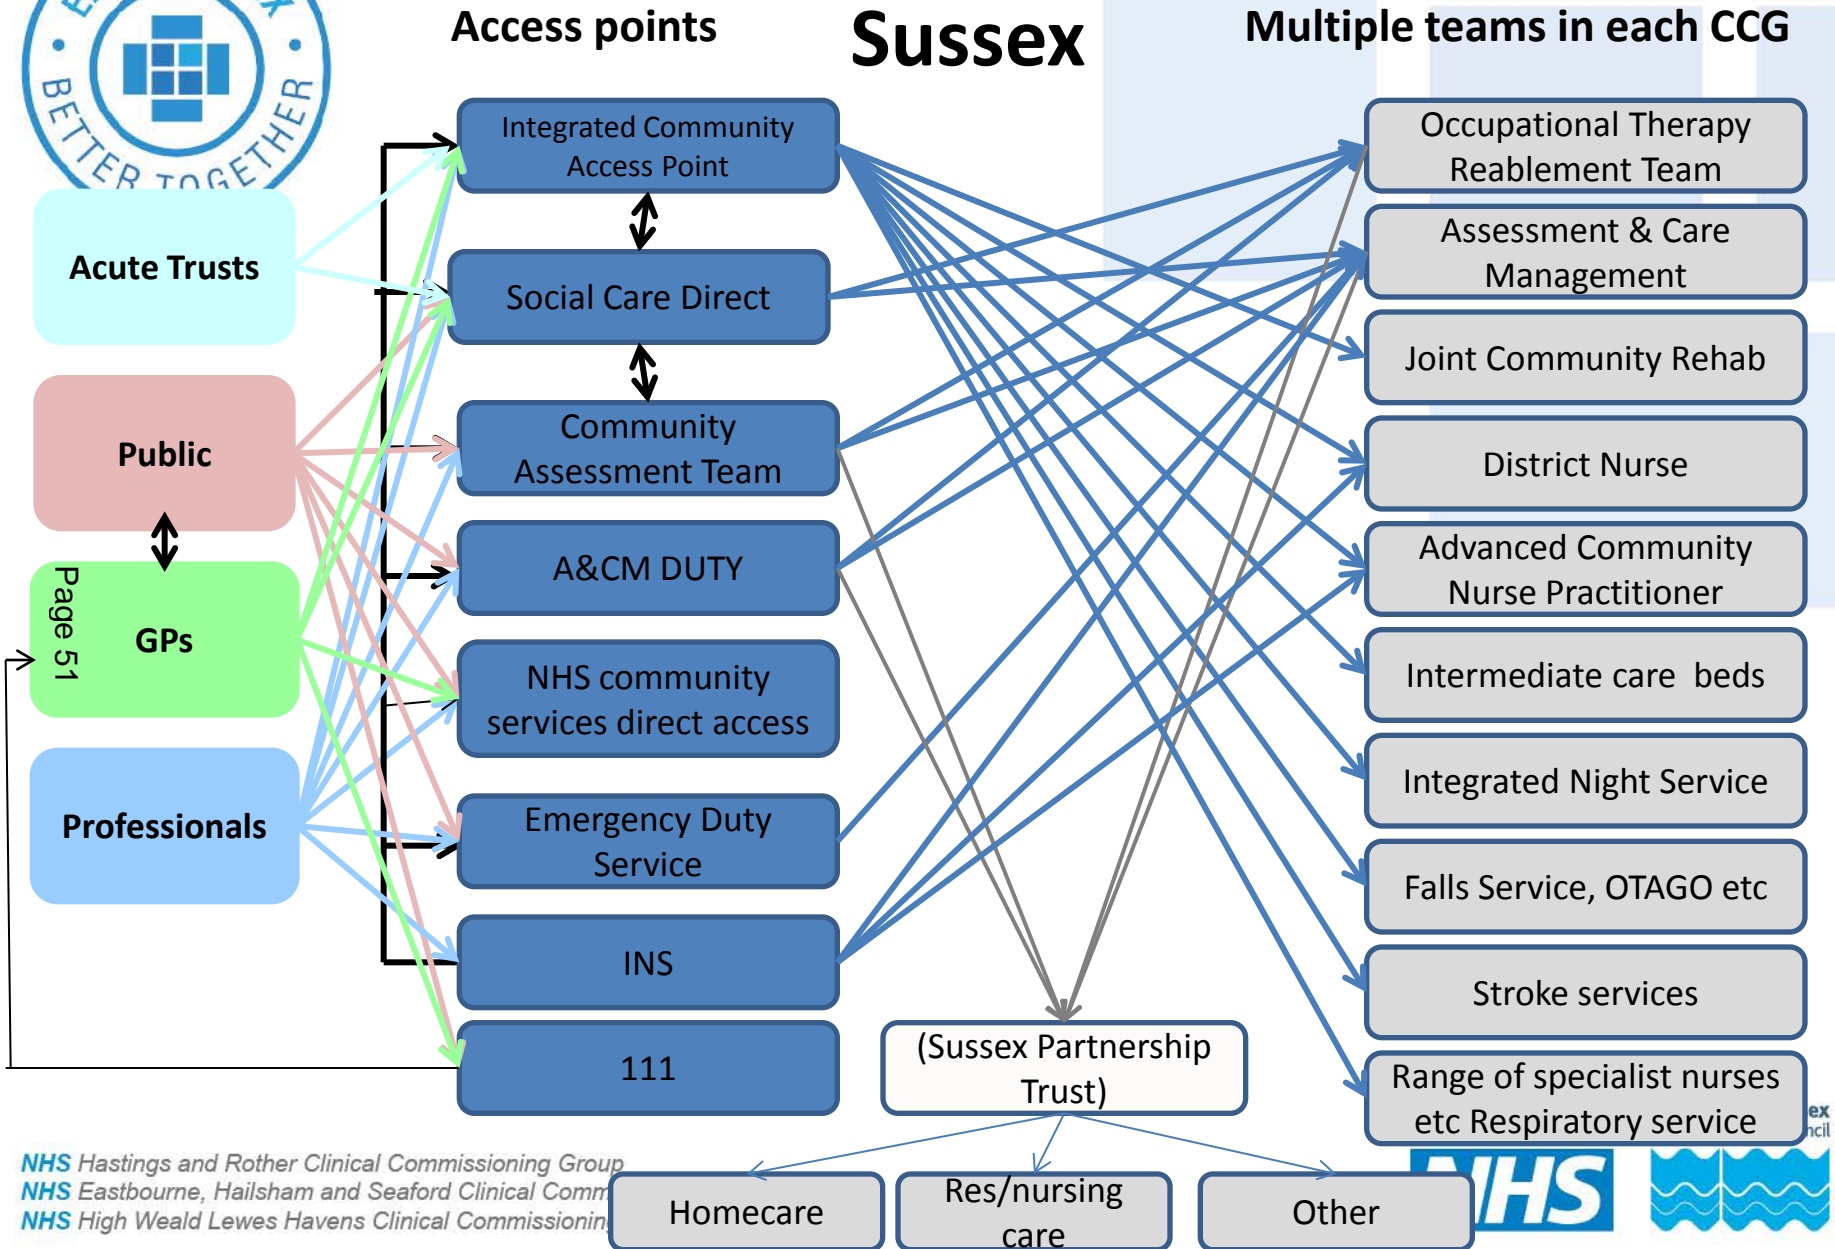 Access points
Sussex
Multiple teams in each CCG
BETTER TOGETHER
Acute Trusts
Public
GPs
Page 51
Professionals
Integrated Community
Access Point
Social Care Direct
Community
Assessment Team
A&CM DUTY
NHS community
services direct access
Emergency Duty
Service
INS
111
(Sussex Partnership
Trust)
Homecare
Res/nursing
care
Other
Occupational Therapy
Reablement Team
Assessment & Care
Management
Joint Community Rehab
District Nurse
Advanced Community
Nurse Practitioner
Intermediate care beds
Integrated Night Service
Falls Service, OTAGO etc
Stroke services
Range of specialist nurses
etc Respiratory service
NHS Hastings and Rother Clinical Commissioning Group
NHS Eastbourne, Hailsham and Seaford Clinical Comm
NHS High Weald Lewes Havens Clinical Commissionin
NHS